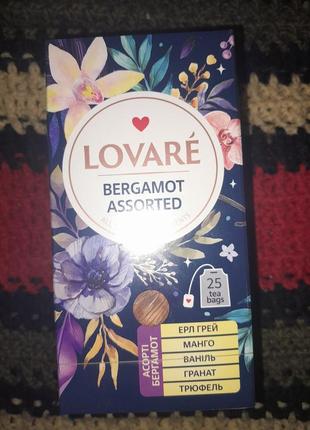 LOVARÉ
BERGAMOT
ASSORTED
25
tea
bags
АСОРТІ
БЕРГАМОТ
ЕРЛ ГРЕЙ
МАНГО
ВАНІЛЬ
ГРАНАТ
ТРЮФЕЛЬ